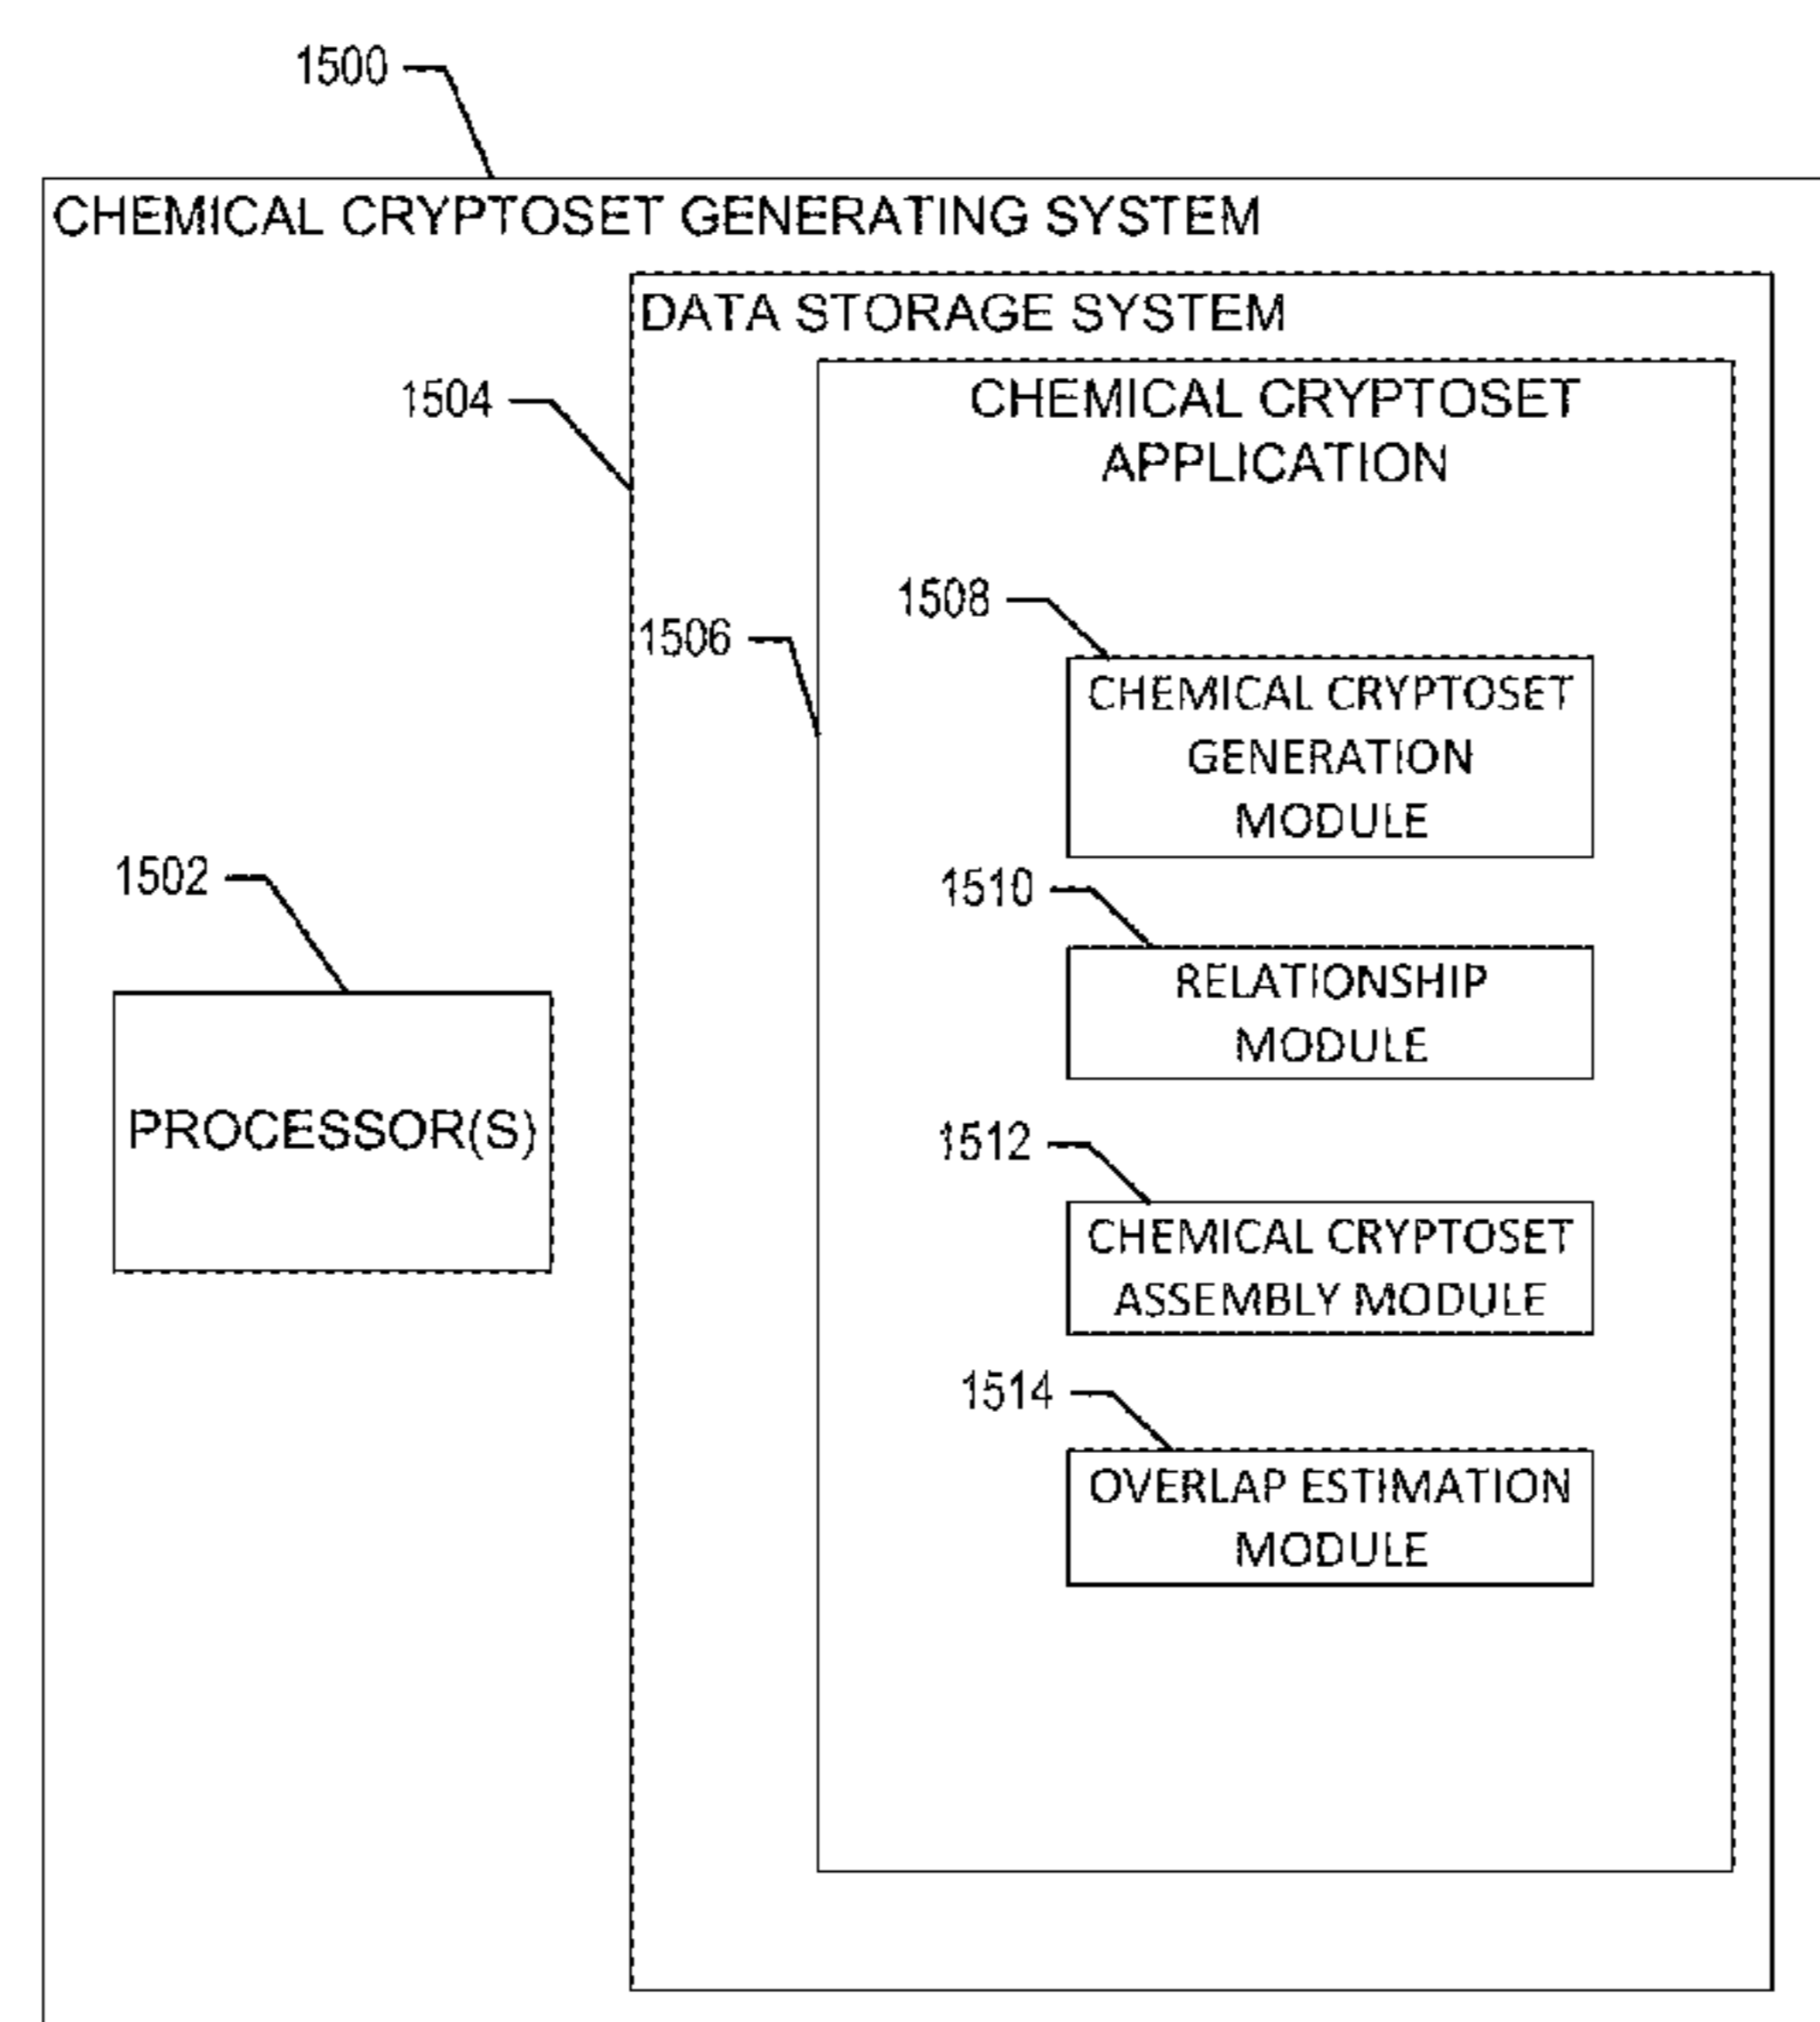 1500
CHEMICAL CRYPTOSET GENERATING SYSTEM
DATA STORAGE SYSTEM
1504
CHEMICAL CRYPTOSET
APPLICATION
1508
1506
CHEMICAL CRYPTOSET
GENERATION
MODULE
1502
1510
RELATIONSHIP
MODULE
PROCESSOR(S)
1512
CHEMICAL CRYPTOSET
ASSEMBLY MODULE
1514
OVERLAP ESTIMATION
MODULE